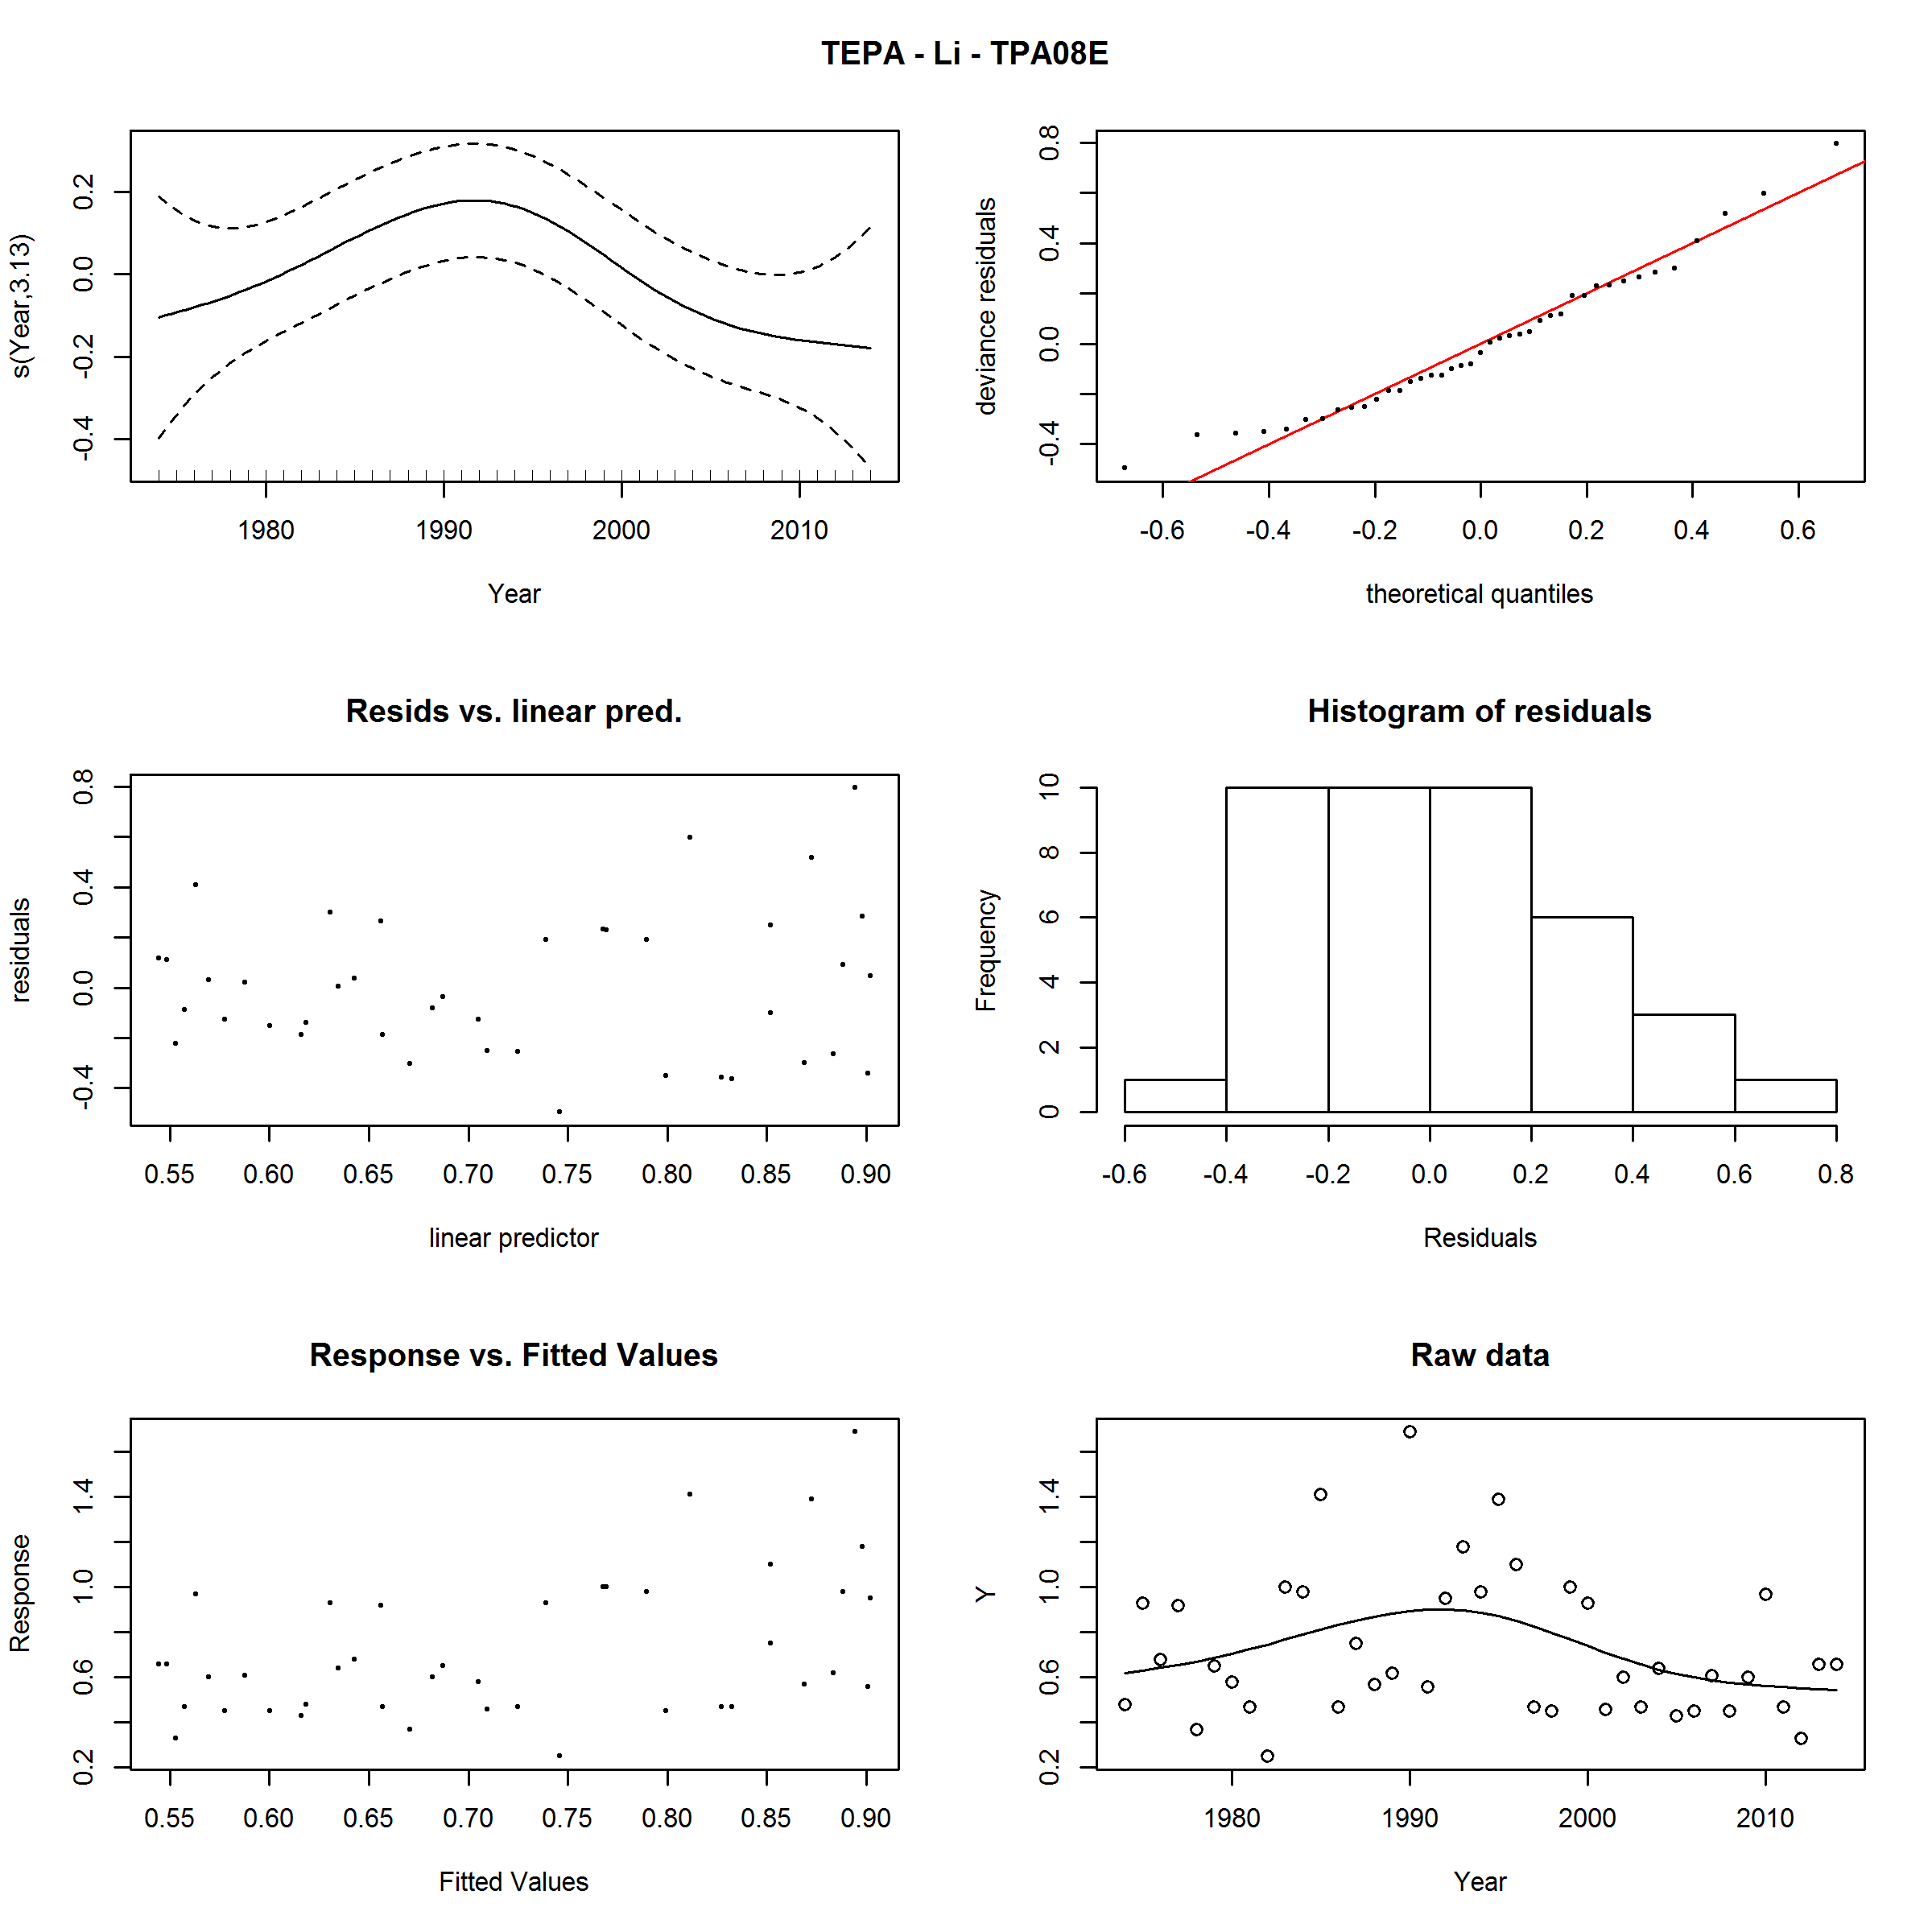 TEPA - Li - TPA08E
s(Year,3.13)
0.2
0.0
-0.2
-0.4
1980 1990 2000 2010
Year
deviance residuals
0.8
0.4
0.0
-0.4
-0.6 -0.4 -0.2 0.0 0.2 0.4 0.6
theoretical quantiles
Resids vs. linear pred.
residuals
0.8
0.4
0.0
-0.4
0.55 0.60 0.65 0.70 0.75 0.80 0.85 0.90
linear predictor
Histogram of residuals
Frequency
10
8
6
4
2
0
-0.6 -0.4 -0.2 0.0 0.2 0.4 0.6 0.8
Residuals
Response vs. Fitted Values
Response
1.4
1.0
0.6
0.2
0.55 0.60 0.65 0.70 0.75 0.80 0.85 0.90
Fitted Values
Raw data
Y
1.4
1.0
0.6
0.2
1980 1990 2000 2010
Year